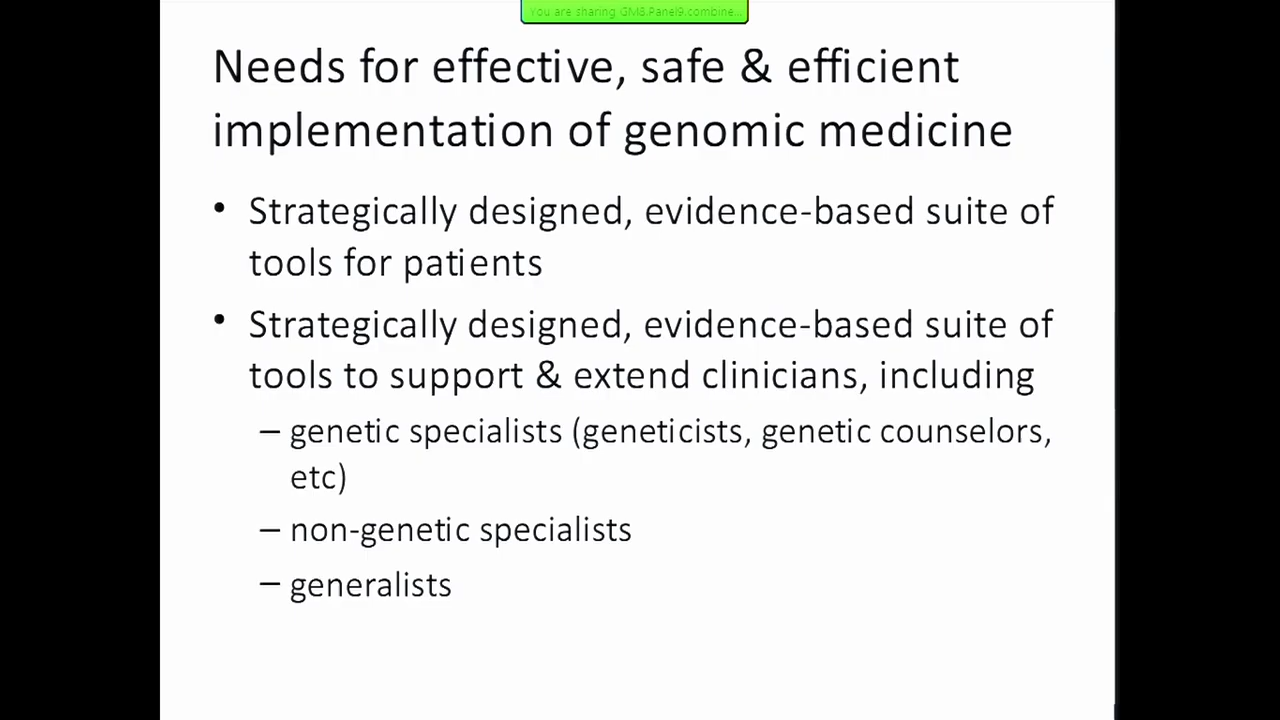 You are sharing GM8.Panel9.combine...
Needs for effective, safe & efficient
implementation of genomic medicine
• Strategically designed, evidence-based suite of
tools for patients
• Strategically designed, evidence-based suite of
tools to support & extend clinicians, including
– genetic specialists (geneticists, genetic counselors,
etc)
– non-genetic specialists
– generalists